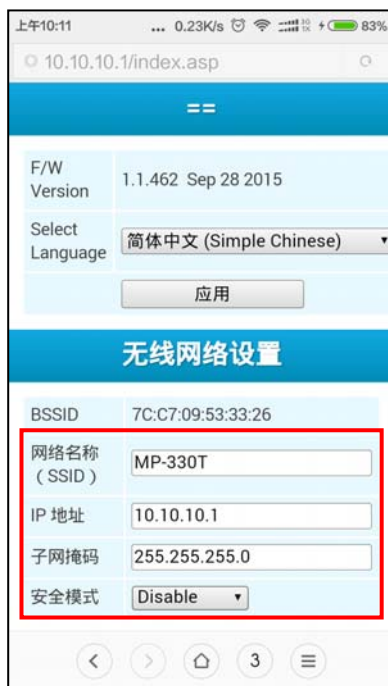 上午10:11 ... 0.23K/s 83%
10.10.10.1/index.asp
==
F/W
Version
1.1.462 Sep 28 2015
Select
Language
简体中文 (Simple Chinese)
应用
无线网络设置
BSSID 7C:C7:09:53:33:26
网络名称
（SSID）
MP-330T
IP 地址 10.10.10.1
子网掩码 255.255.255.0
安全模式 Disable
3